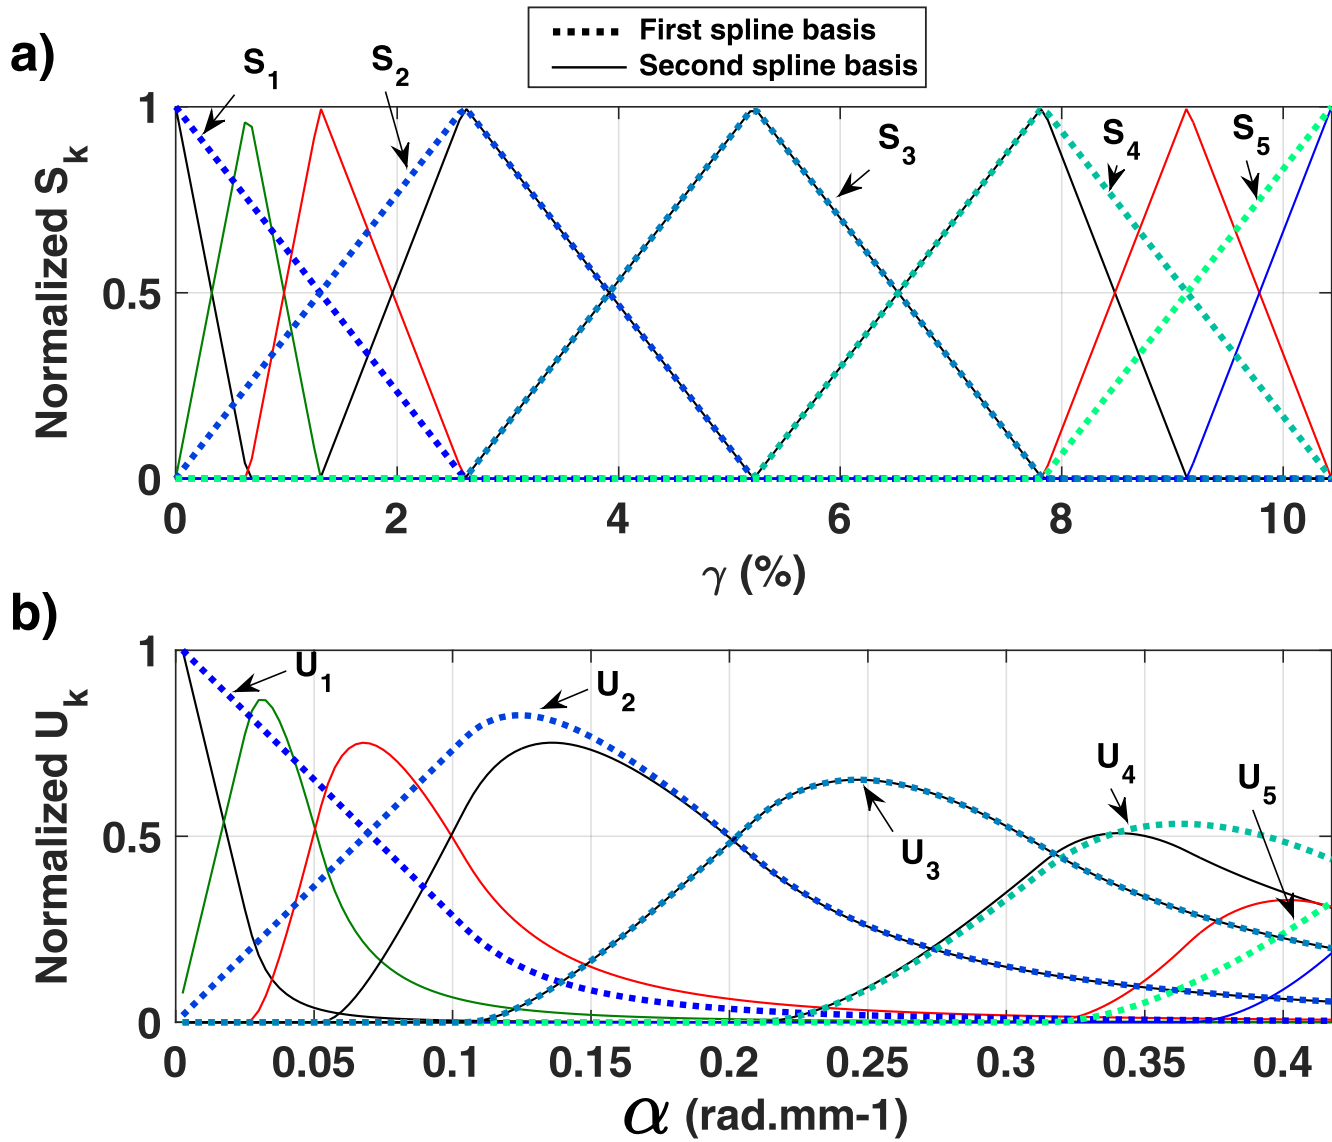 First spline basis
Second spline basis
a)
S1
S2
S3
S4
S5
Normalized Sk
1
0.5
0
0 2 4 6 8 10
γ (%)
b)
U1
U2
U3
U4
U5
Normalized Uk
1
0.5
0
0 0.05 0.1 0.15 0.2 0.25 0.3 0.35 0.4
α (rad.mm-1)